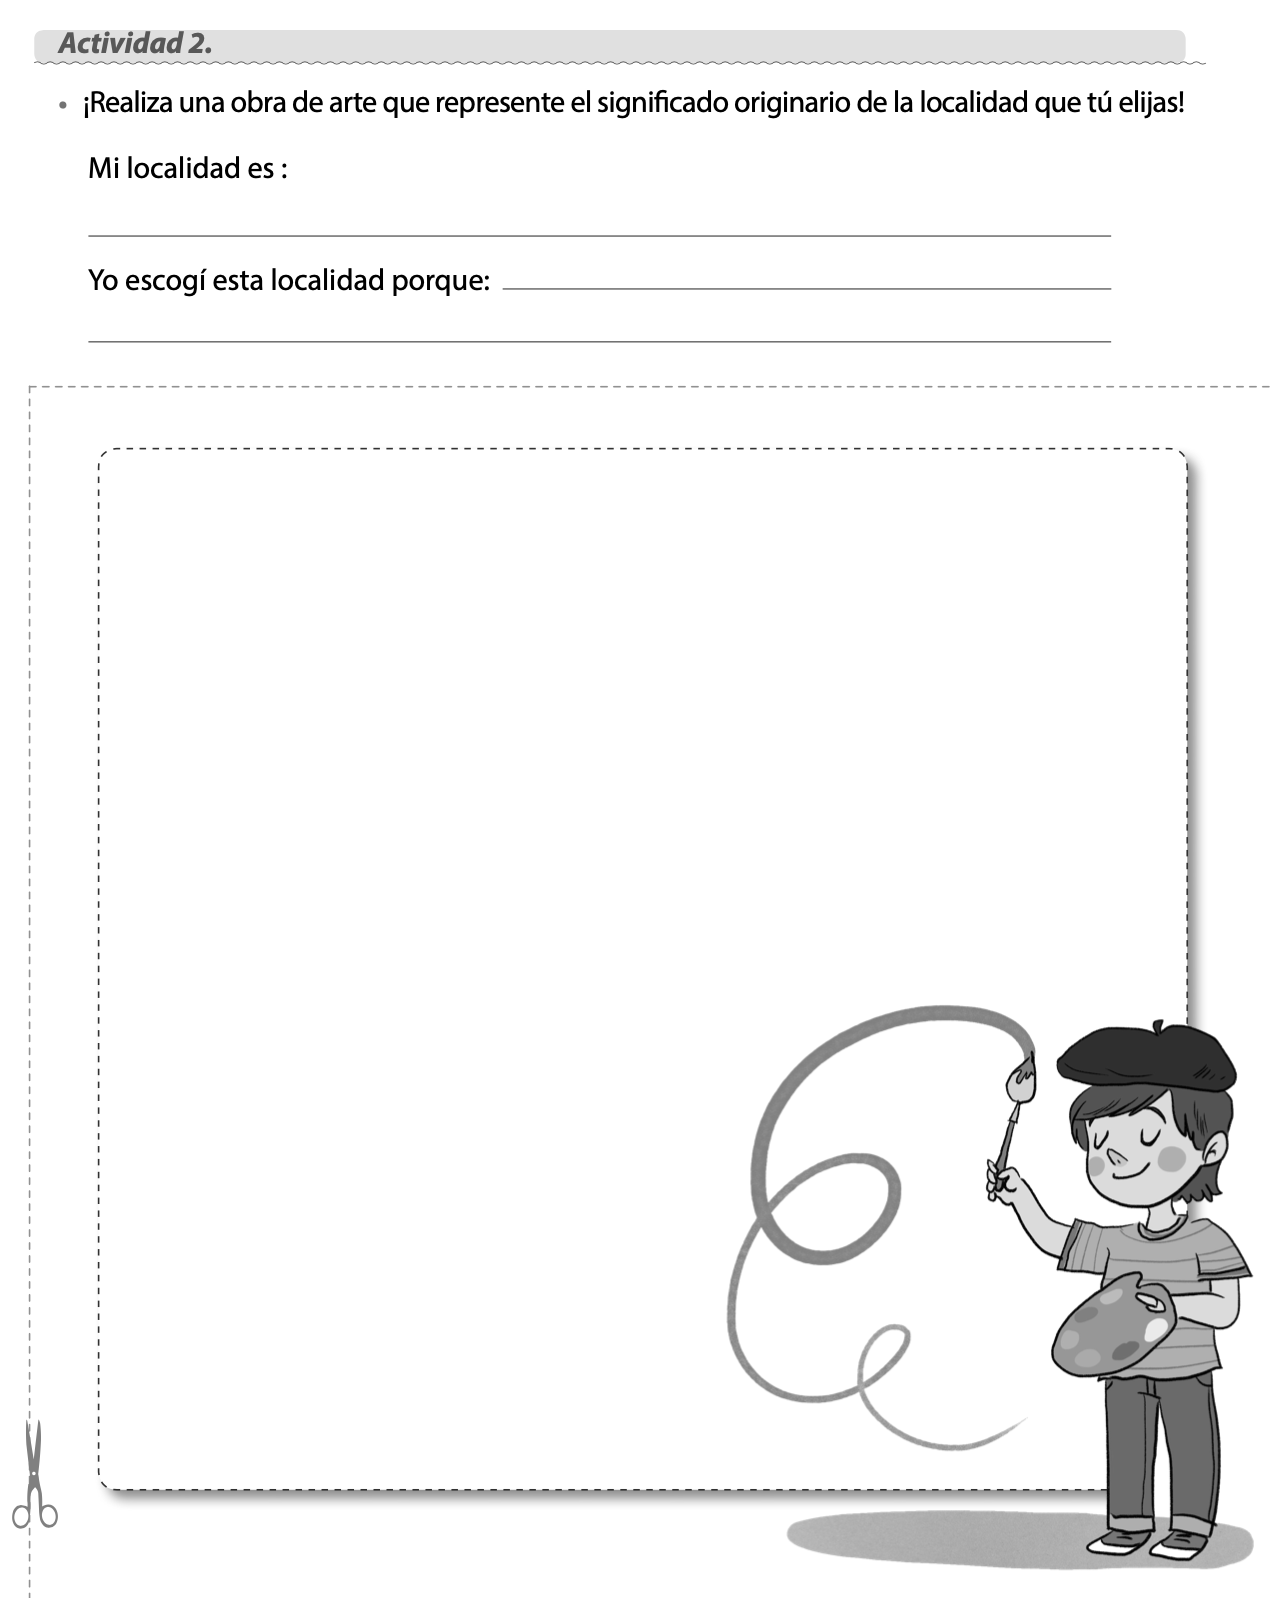 Actividad 2.
• ¡Realiza una obra de arte que represente el significado originario de la localidad que tú elijas!
Mi localidad es :
Yo escogí esta localidad porque: